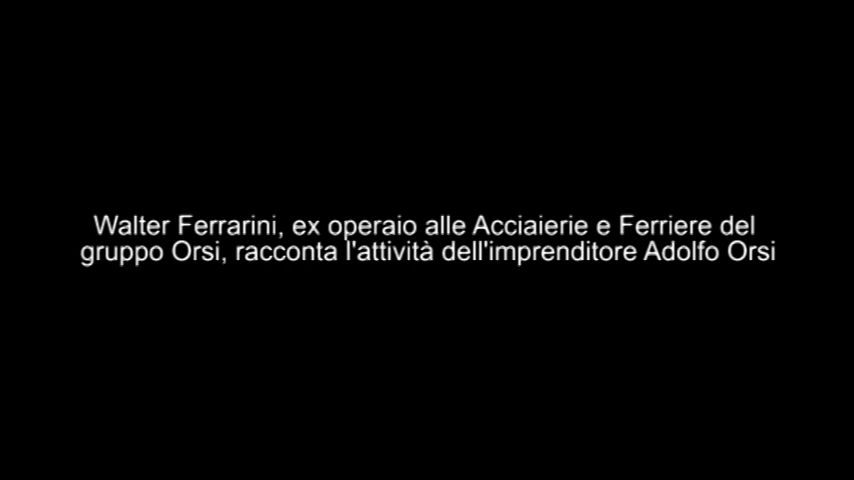 Walter Ferrarini, ex operaio alle Acciaierie e Ferriere del
gruppo Orsi, racconta l'attività dell'imprenditore Adolfo Orsi